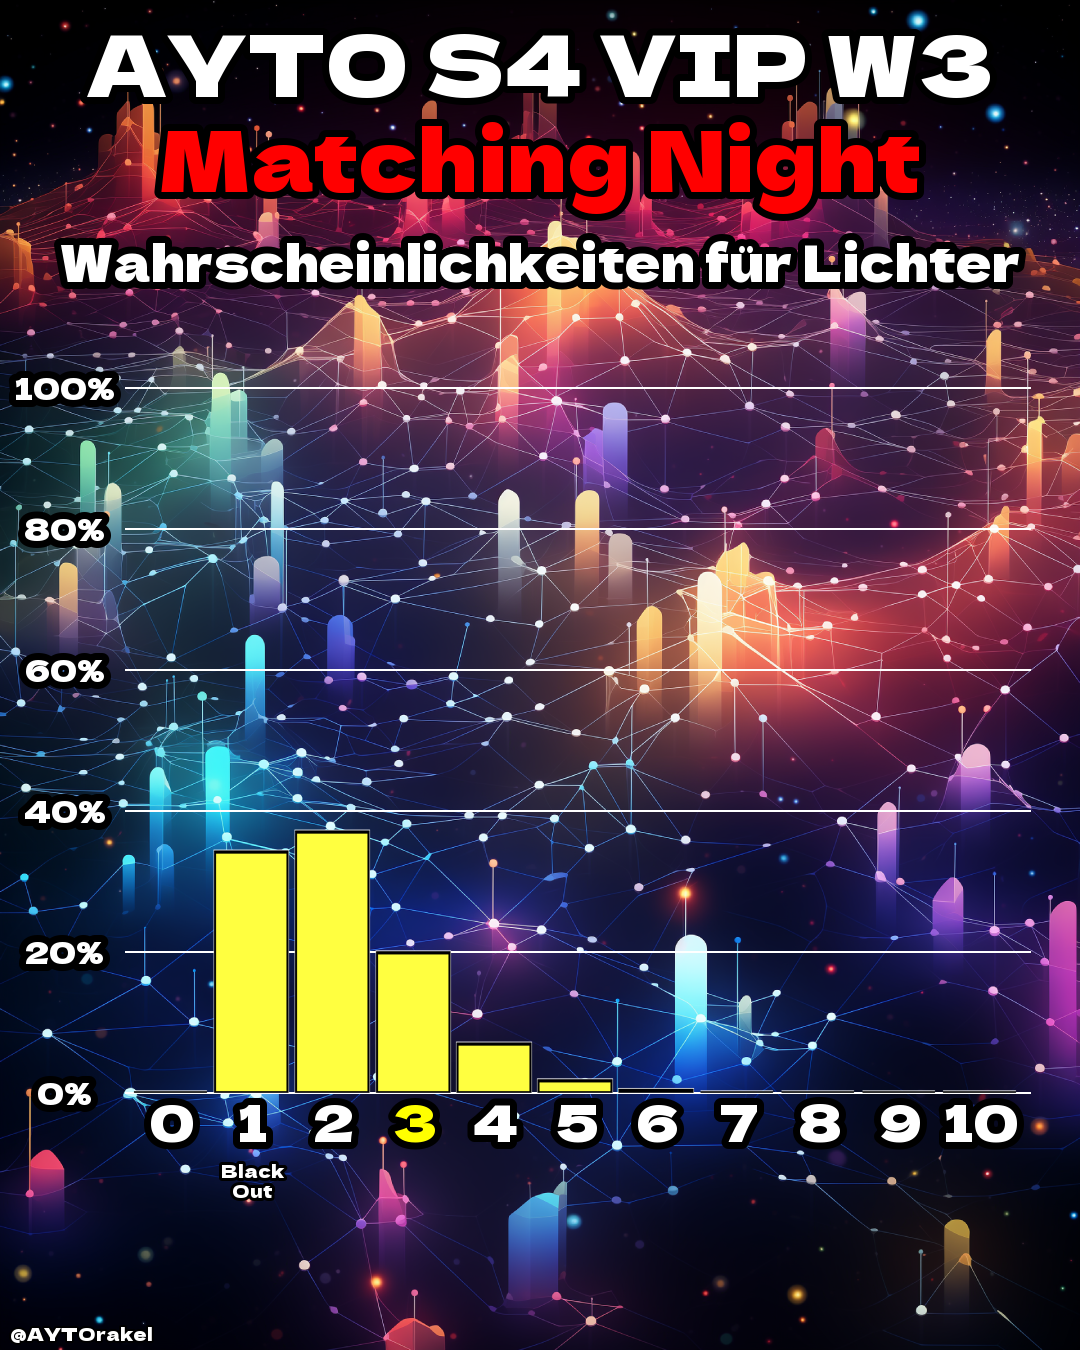 AYTO S4 VIP W3
Matching Night
Wahrscheinlichkeiten für Lichter
100%
80%
60%
40%
20%
0%
0 1 2 3 4 5 6 7 8 9 10
Black
Out
@AYTOrakel